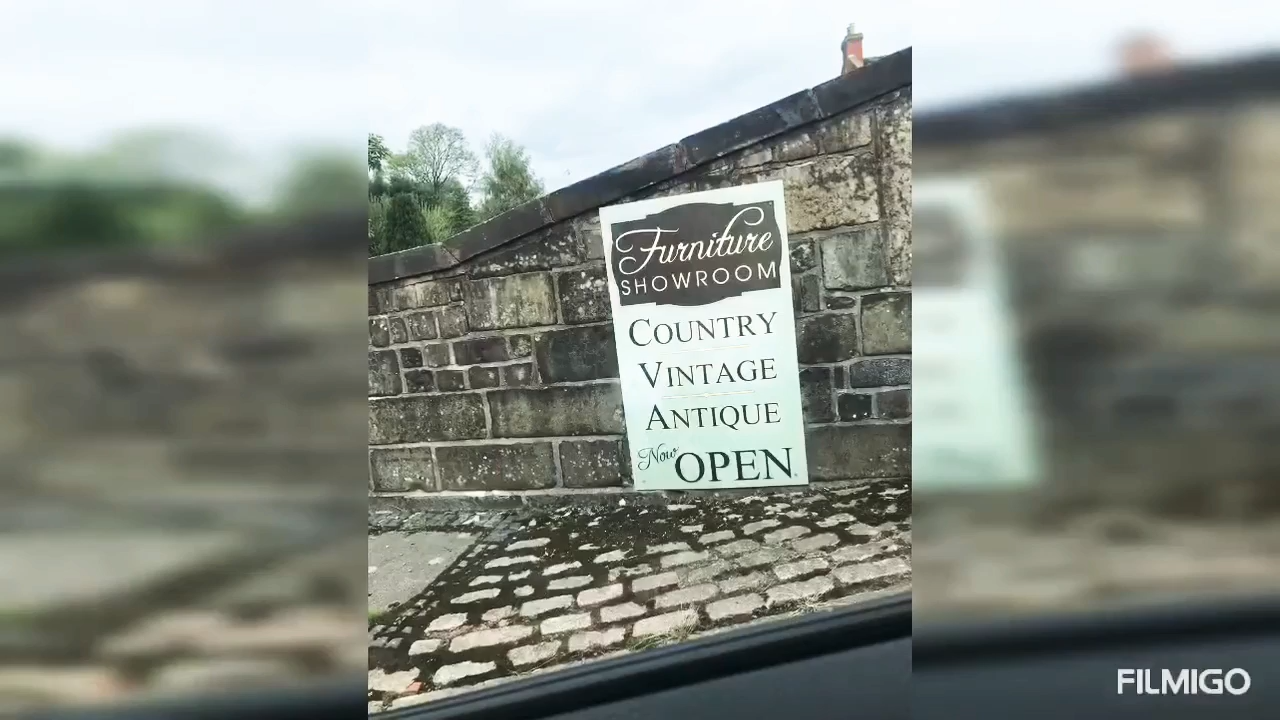 Furniture
SHOWROOM
COUNTRY
VINTAGE
ANTIQUE
Now OPEN
FILMIGO